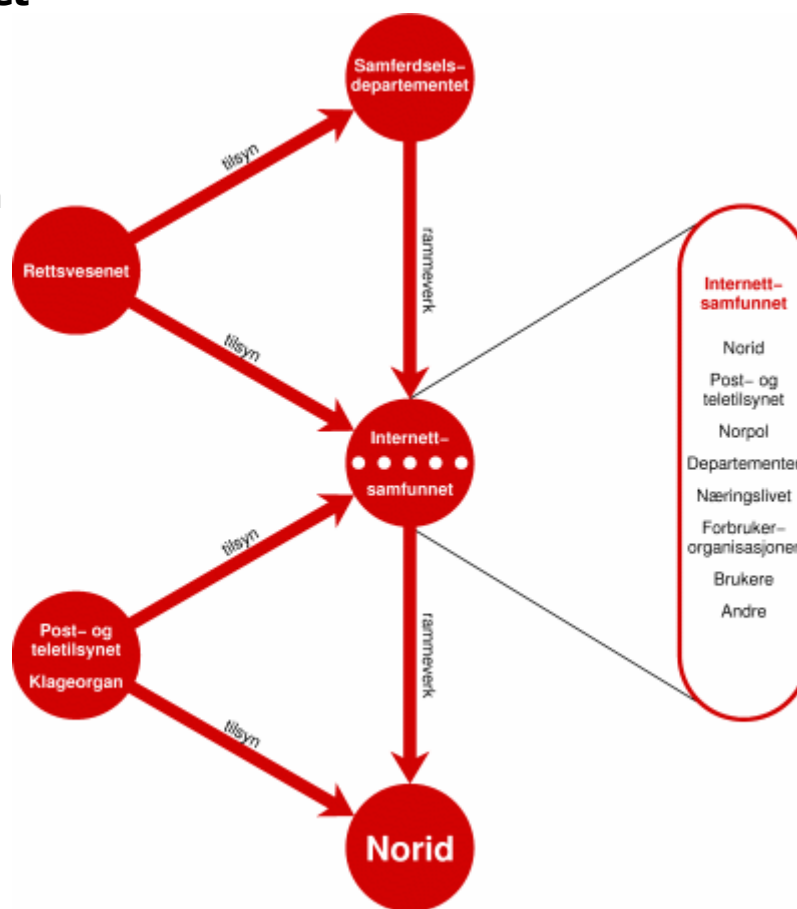 et
Samferdsels-
departementet
tilsyn
Rettsvesenet
rammeverk
tilsyn
Internett-
samfunnet
Internett-
samfunnet
Norid
Post- og
teletilsynet
Norpol
Departementer
Næringslivet
Forbruker-
organisasjoner
Brukere
Andre
tilsyn
Post- og
teletilsynet
Klageorgan
rammeverk
tilsyn
Norid